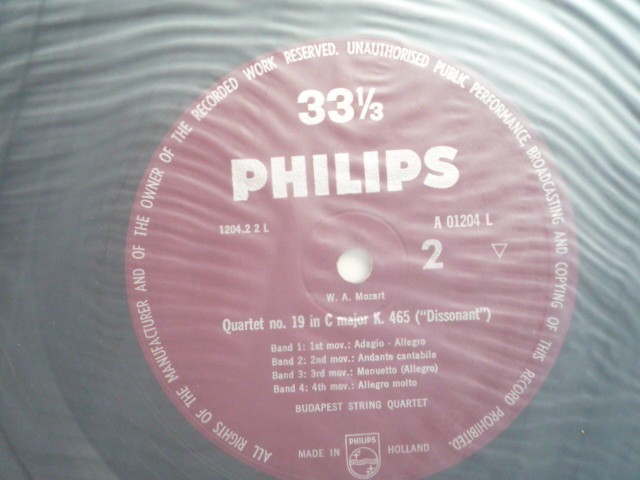 ALL RIGHTS OF THE MANUFACTURER AND OF THE OWNER OF THE RECORDED WORK RESERVED. UNAUTHORISED PUBLIC PERFORMANCE, BROADCASTING AND COPYING OF THIS RECORD PROHIBITED.
33⅓
PHILIPS
1204.2 2 L
A 01204 L
2
W. A. Mozart
Quartet no. 19 in C major K. 465 ("Dissonant")
Band 1: 1st mov.: Adagio - Allegro
Band 2: 2nd mov.: Andante cantabila
Band 3: 3rd mov.: Menuetto (Allegro)
Band 4: 4th mov.: Allegro molto
BUDAPEST STRING QUARTET
MADE IN PHILIPS HOLLAND